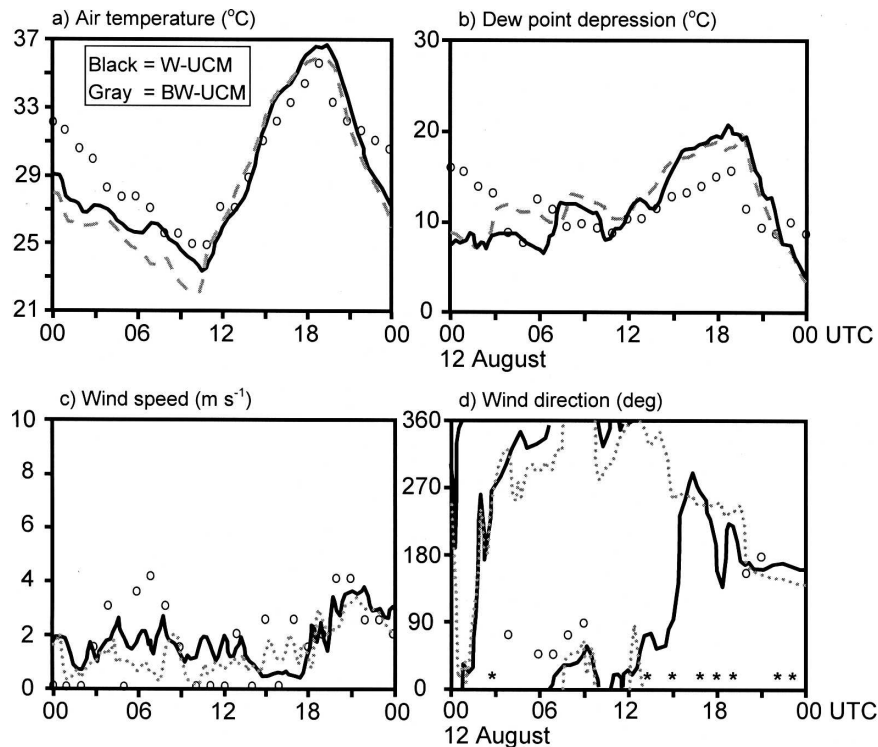 a) Air temperature (°C)
b) Dew point depression (°C)
37
33
29
25
21
Black = W-UCM
Gray = BW-UCM
30
20
10
0
00 06 12 18 00
00 06 12 18 00 UTC
12 August
c) Wind speed (m s⁻¹)
d) Wind direction (deg)
10
8
6
4
2
0
360
270
180
90
0
* * * * * * * *
00 06 12 18 00
00 06 12 18 00 UTC
12 August